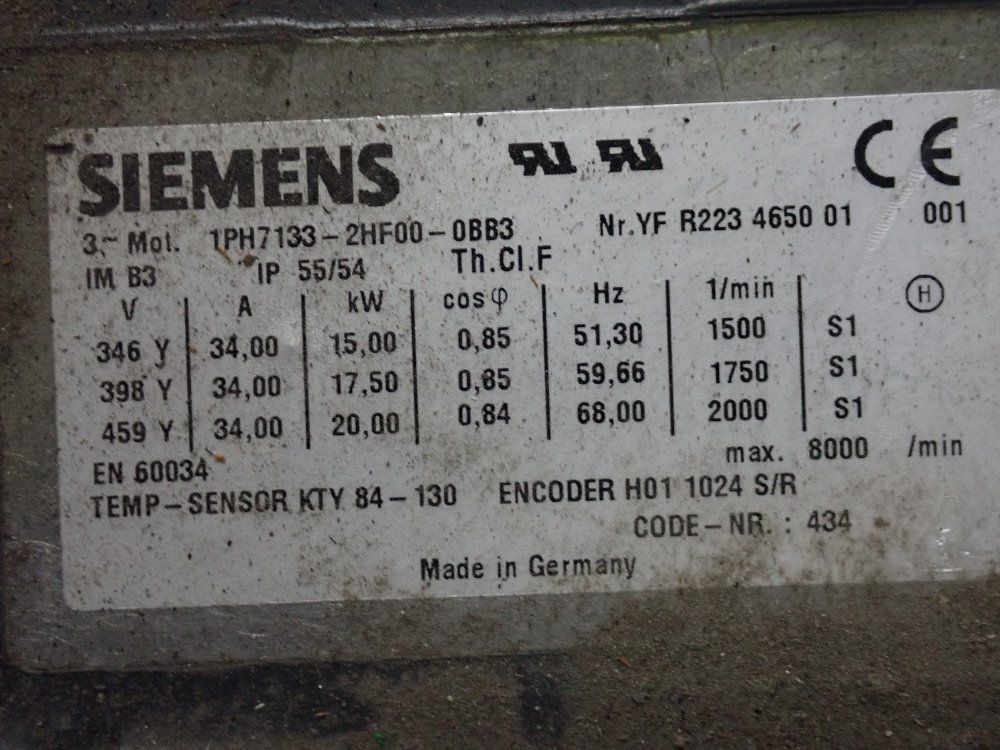 SIEMENS RU RU CE
3~ Mot. 1PH7133-2HF00-0BB3 Nr.YF R223 4650 01 001
IM B3 IP 55/54 Th.Cl.F
V A kW cosφ Hz 1/min H
346 Y 34,00 15,00 0,85 51,30 1500 S1
398 Y 34,00 17,50 0,85 59,66 1750 S1
459 Y 34,00 20,00 0,84 68,00 2000 S1
max. 8000 /min
EN 60034
TEMP-SENSOR KTY 84-130 ENCODER H01 1024 S/R
CODE-NR.: 434
Made in Germany